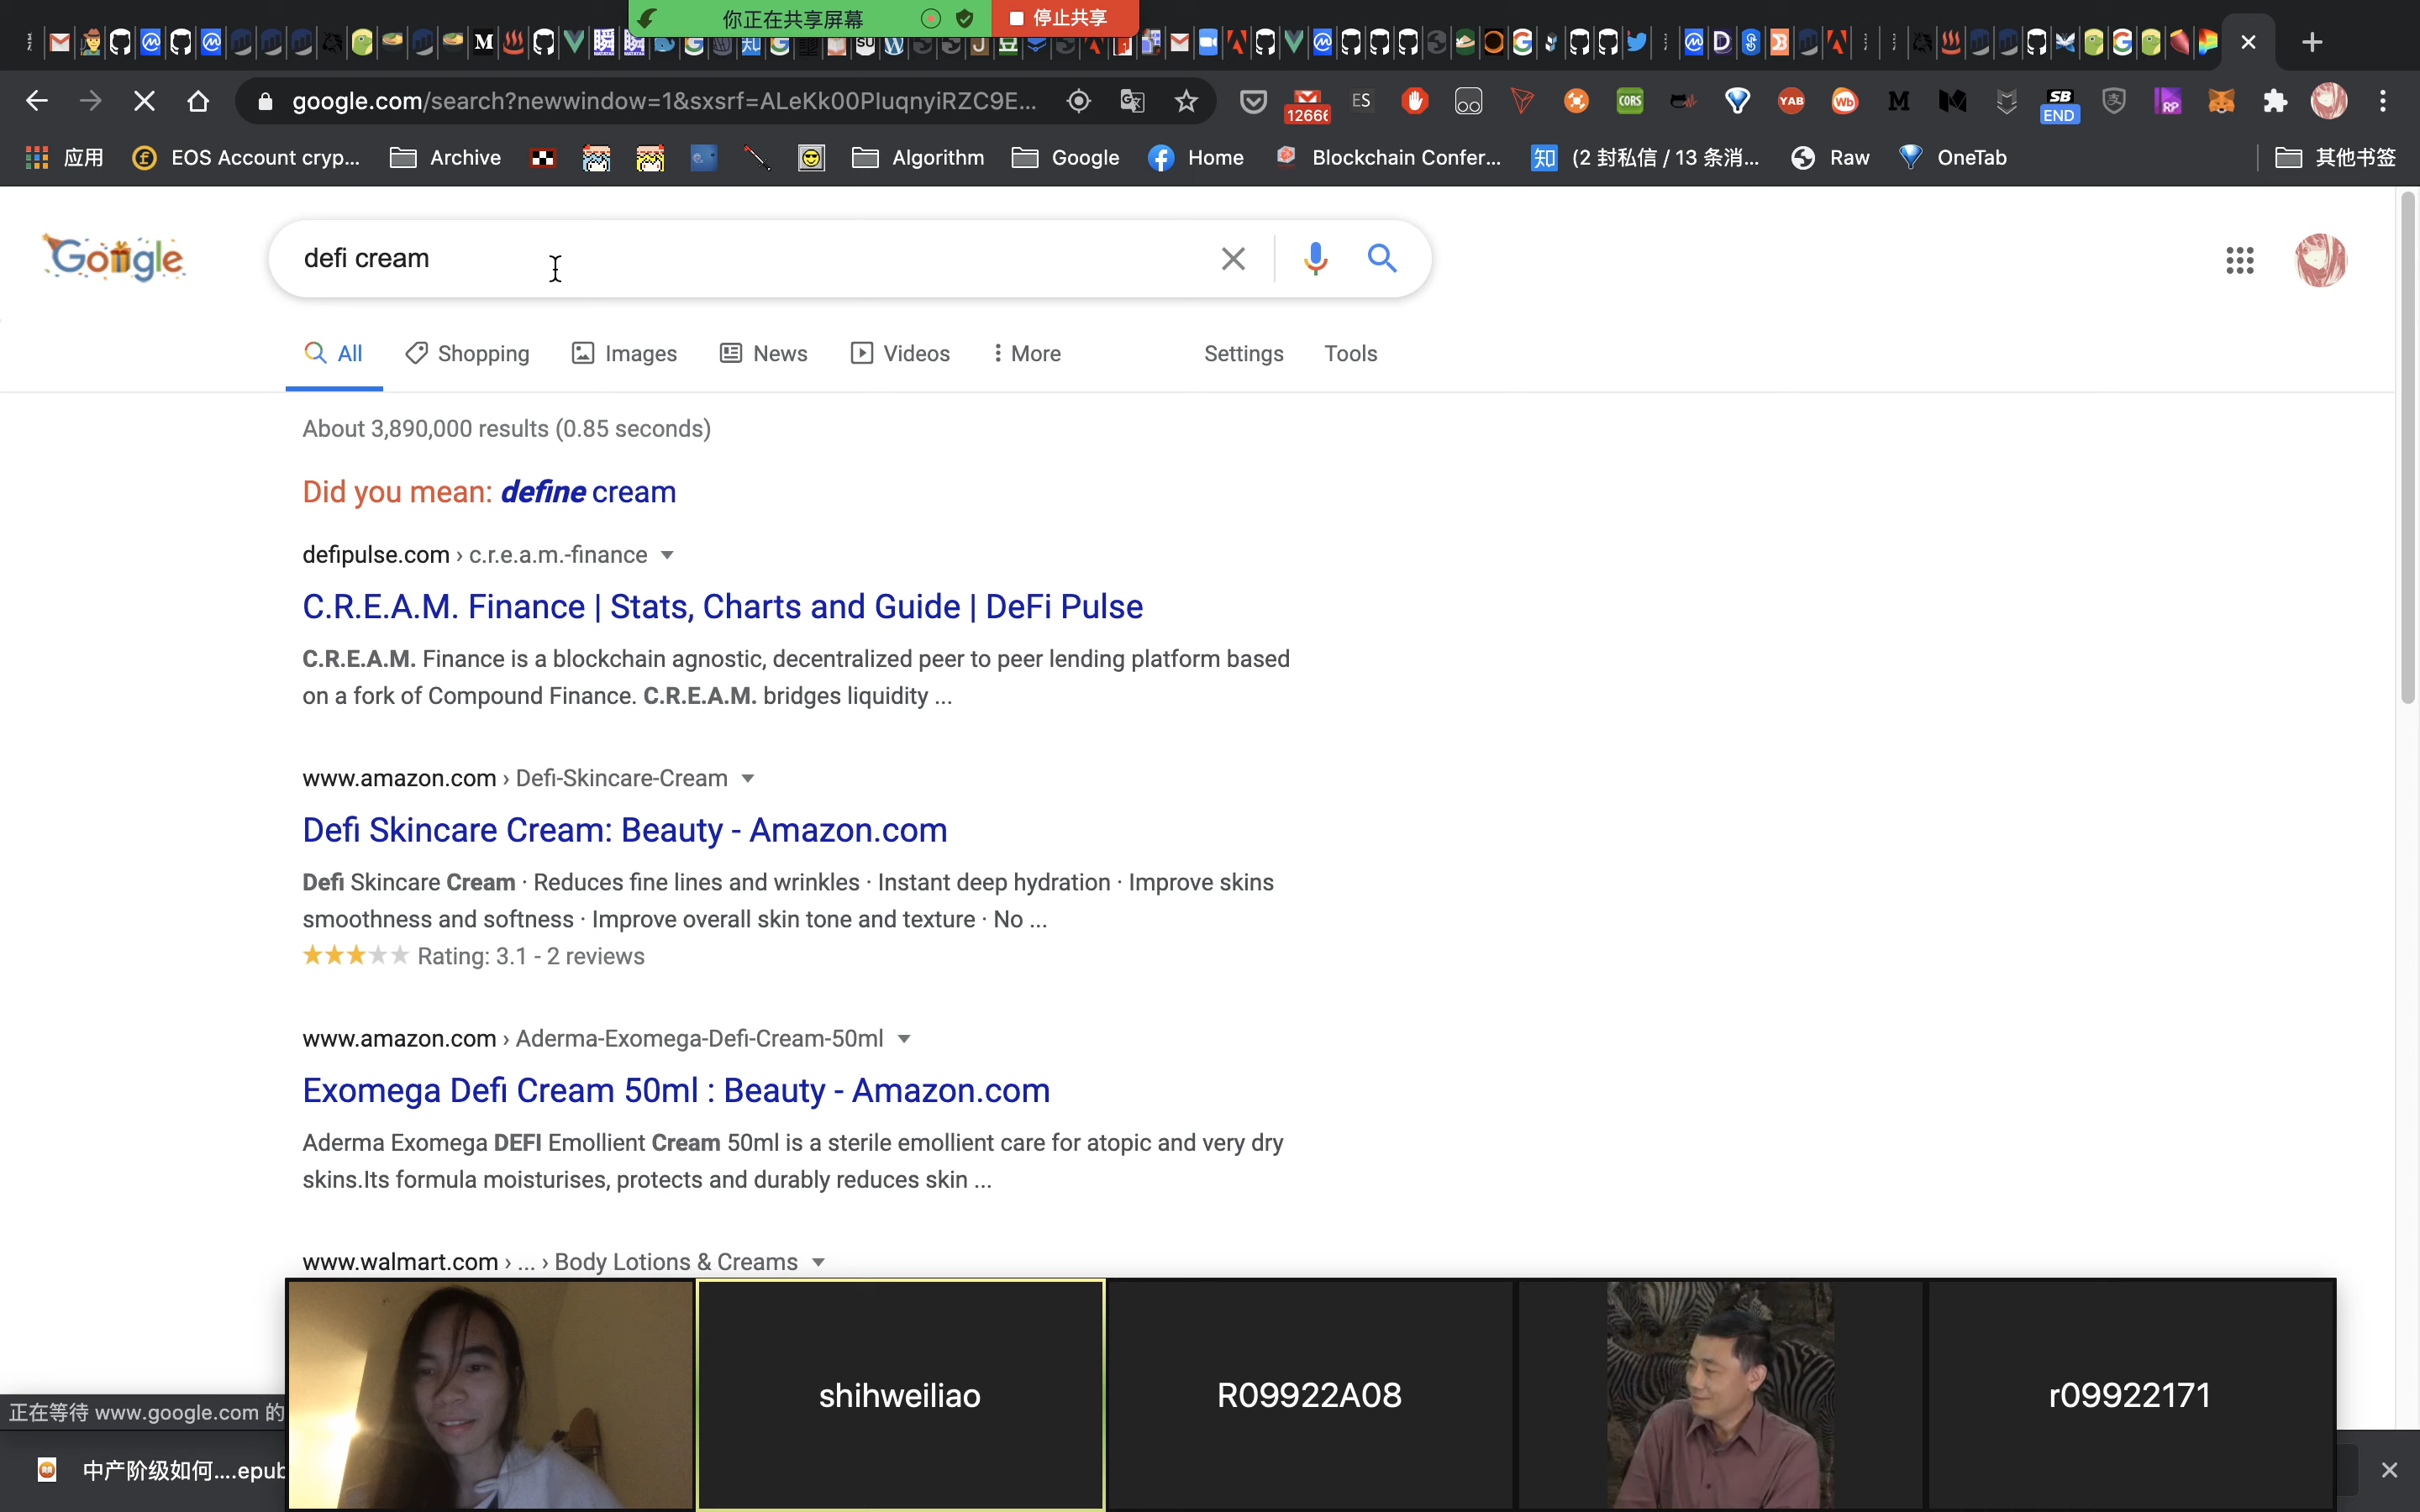 你正在共享屏幕
停止共享
google.com/search?newwindow=1&sxsrf=ALeKk00PluqnyiRZC9E...
ES
CORS
YAB
Wb
SB
END
RP
应用
EOS Account cryp...
Archive
Algorithm
Google
Home
Blockchain Confer...
知
(2 封私信 / 13 条消...
Raw
OneTab
其他书签
Google
defi cream
All
Shopping
Images
News
Videos
More
Settings
Tools
About 3,890,000 results (0.85 seconds)
Did you mean: define cream
defipulse.com › c.r.e.a.m.-finance
C.R.E.A.M. Finance | Stats, Charts and Guide | DeFi Pulse
C.R.E.A.M. Finance is a blockchain agnostic, decentralized peer to peer lending platform based
on a fork of Compound Finance. C.R.E.A.M. bridges liquidity ...
www.amazon.com › Defi-Skincare-Cream
Defi Skincare Cream: Beauty - Amazon.com
Defi Skincare Cream · Reduces fine lines and wrinkles · Instant deep hydration · Improve skins
smoothness and softness · Improve overall skin tone and texture · No ...
Rating: 3.1 - 2 reviews
www.amazon.com › Aderma-Exomega-Defi-Cream-50ml
Exomega Defi Cream 50ml : Beauty - Amazon.com
Aderma Exomega DEFI Emollient Cream 50ml is a sterile emollient care for atopic and very dry
skins.Its formula moisturises, protects and durably reduces skin ...
www.walmart.com › ... › Body Lotions & Creams
shihweiliao
R09922A08
r09922171
正在等待 www.google.com 的
中产阶级如何....epub